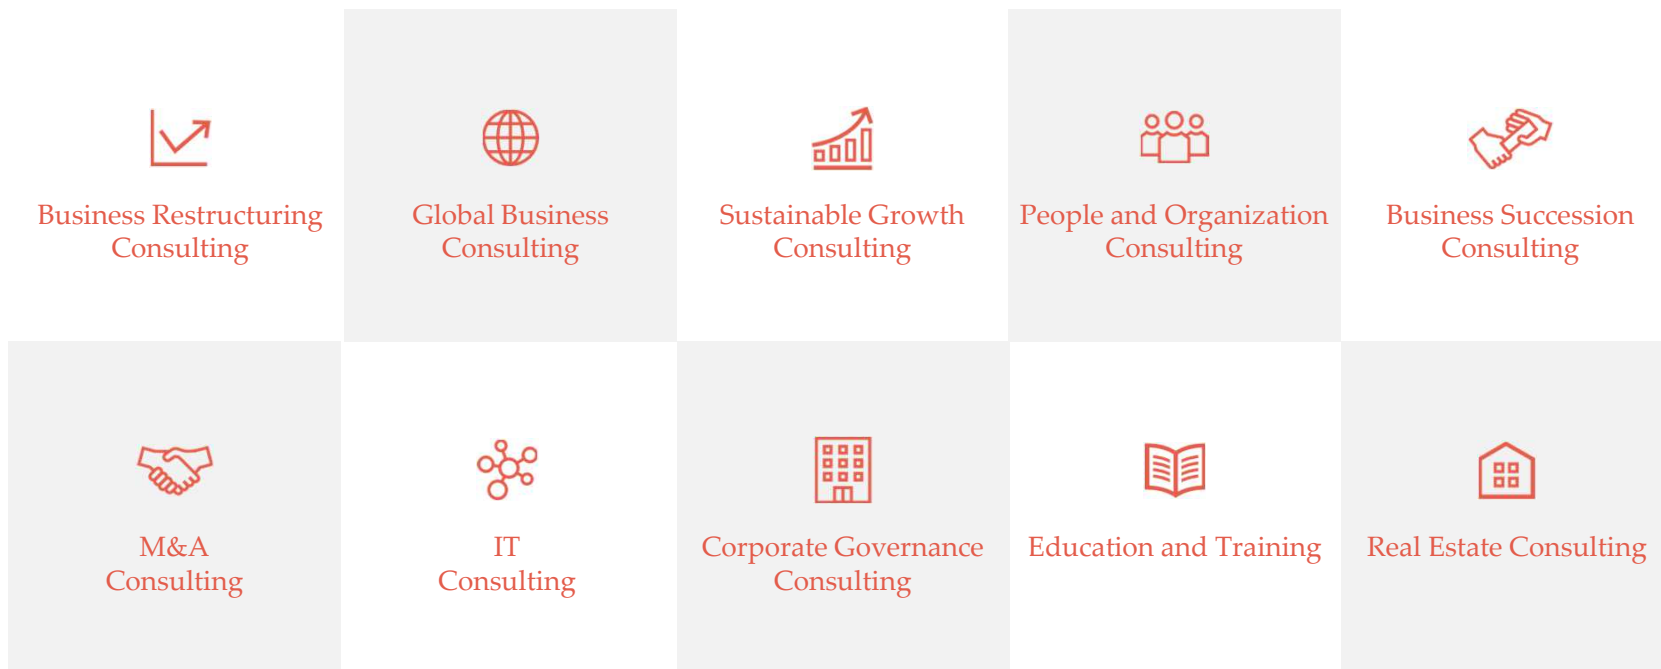 Business Restructuring
Consulting
Global Business
Consulting
Sustainable Growth
Consulting
People and Organization
Consulting
Business Succession
Consulting
M&A
Consulting
IT
Consulting
Corporate Governance
Consulting
Education and Training
Real Estate Consulting